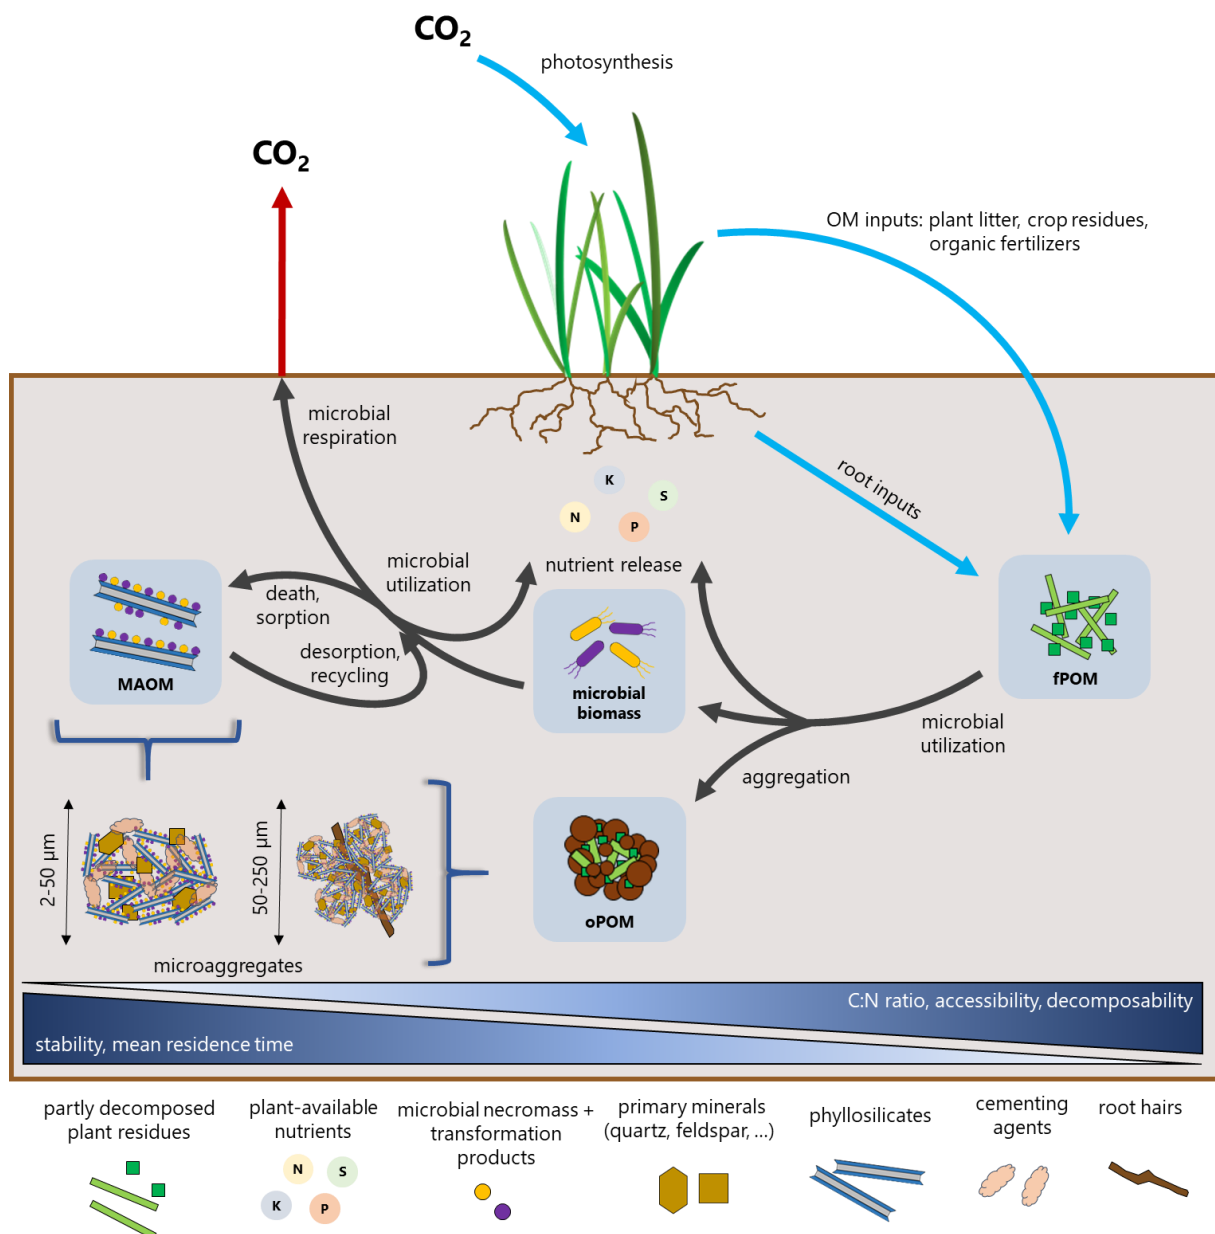 CO₂
photosynthesis
CO₂
OM inputs: plant litter, crop residues,
organic fertilizers
microbial
respiration
root inputs
K
S
N
P
nutrient release
microbial
utilization
death,
sorption
desorption,
recycling
MAOM
microbial
biomass
fPOM
microbial
utilization
aggregation
oPOM
2-50 µm
50-250 µm
microaggregates
C:N ratio, accessibility, decomposability
stability, mean residence time
partly decomposed
plant residues
plant-available
nutrients
N
S
K
P
microbial necromass +
transformation
products
primary minerals
(quartz, feldspar, ...)
phyllosilicates
cementing
agents
root hairs